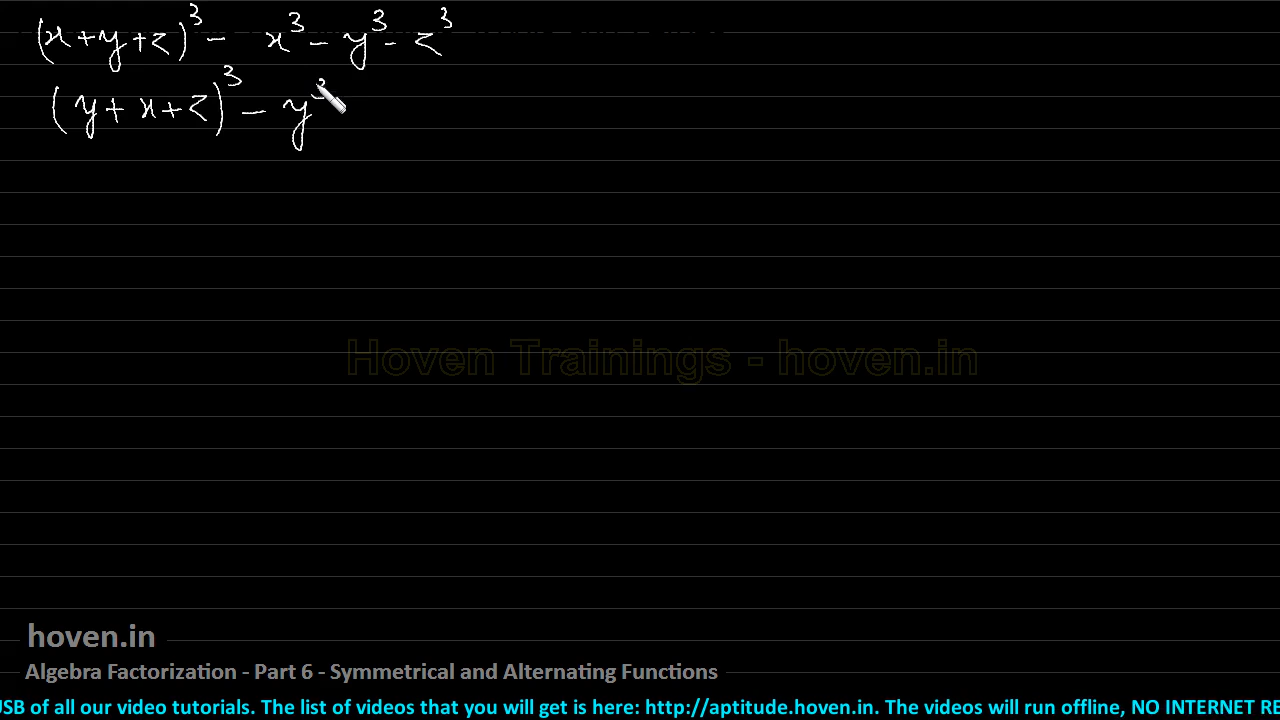 (x+y+z)³ - x³ - y³ - z³
(y+x+z)³ - y³
Hoven Trainings - hoven.in
hoven.in
Algebra Factorization - Part 6 - Symmetrical and Alternating Functions
USB of all our video tutorials. The list of videos that you will get is here: http://aptitude.hoven.in. The videos will run offline, NO INTERNET RE